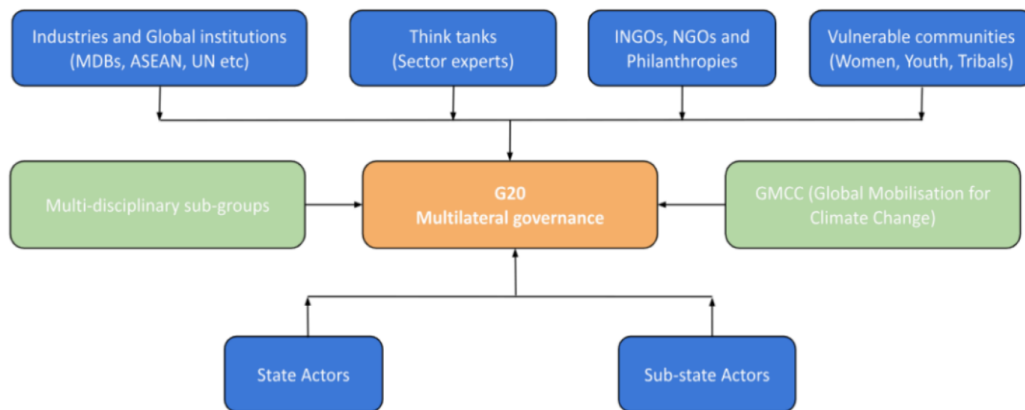 Industries and Global institutions
(MDBs, ASEAN, UN etc)
Think tanks
(Sector experts)
INGOs, NGOs and
Philanthropies
Vulnerable communities
(Women, Youth, Tribals)
Multi-disciplinary sub-groups
G20
Multilateral governance
GMCC (Global Mobilisation for
Climate Change)
State Actors
Sub-state Actors